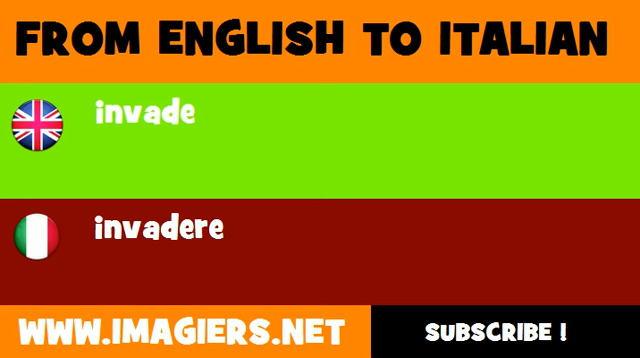 FROM ENGLISH TO ITALIAN
invade
invadere
WWW.IMAGIERS.NET
SUBSCRIBE !